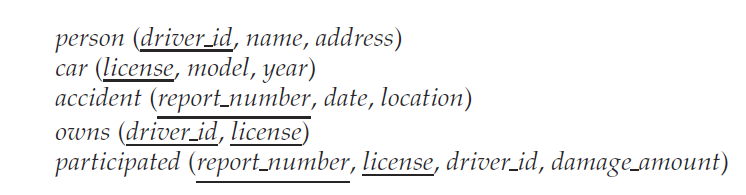 person (driver_id, name, address)
car (license, model, year)
accident (report_number, date, location)
owns (driver_id, license)
participated (report_number, license, driver_id, damage_amount)